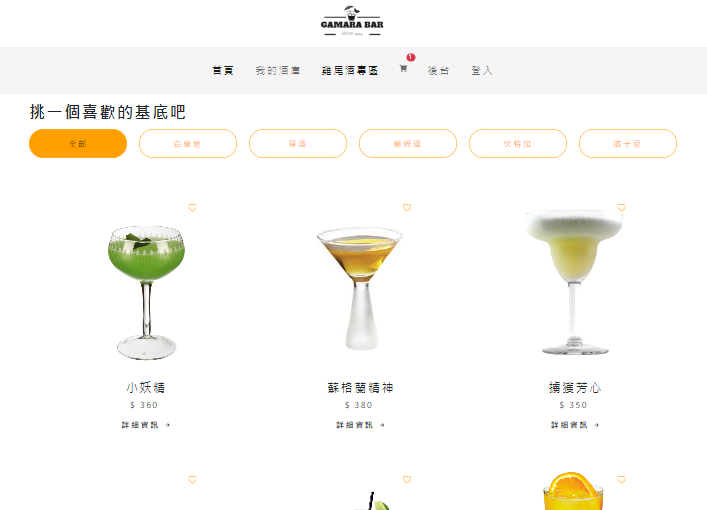 CAMARA BAR
首頁 我的酒庫 雞尾酒專區 1 後台 登入
挑一個喜歡的基底吧
全部 白蘭地 琴酒 蘭姆酒 伏特加 威士忌
小妖精 蘇格蘭精神 捕獲芳心
$ 360 $ 380 $ 350
詳細資訊 → 詳細資訊 → 詳細資訊 →